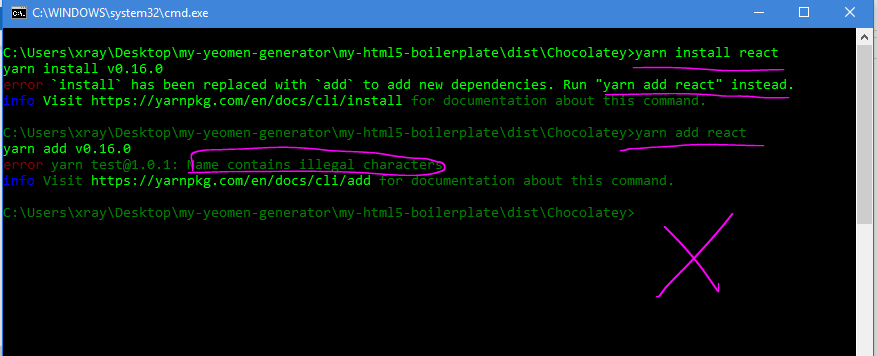 C:\WINDOWS\system32\cmd.exe
C:\Users\xray\Desktop\my-yeomen-generator\my-html5-boilerplate\dist\Chocolatey>yarn install react
yarn install v0.16.0
error `install` has been replaced with `add` to add new dependencies. Run "yarn add react" instead.
info Visit https://yarnpkg.com/en/docs/cli/install for documentation about this command.
C:\Users\xray\Desktop\my-yeomen-generator\my-html5-boilerplate\dist\Chocolatey>yarn add react
yarn add v0.16.0
error yarn test@1.0.1: Name contains illegal characters
info Visit https://yarnpkg.com/en/docs/cli/add for documentation about this command.
C:\Users\xray\Desktop\my-yeomen-generator\my-html5-boilerplate\dist\Chocolatey>